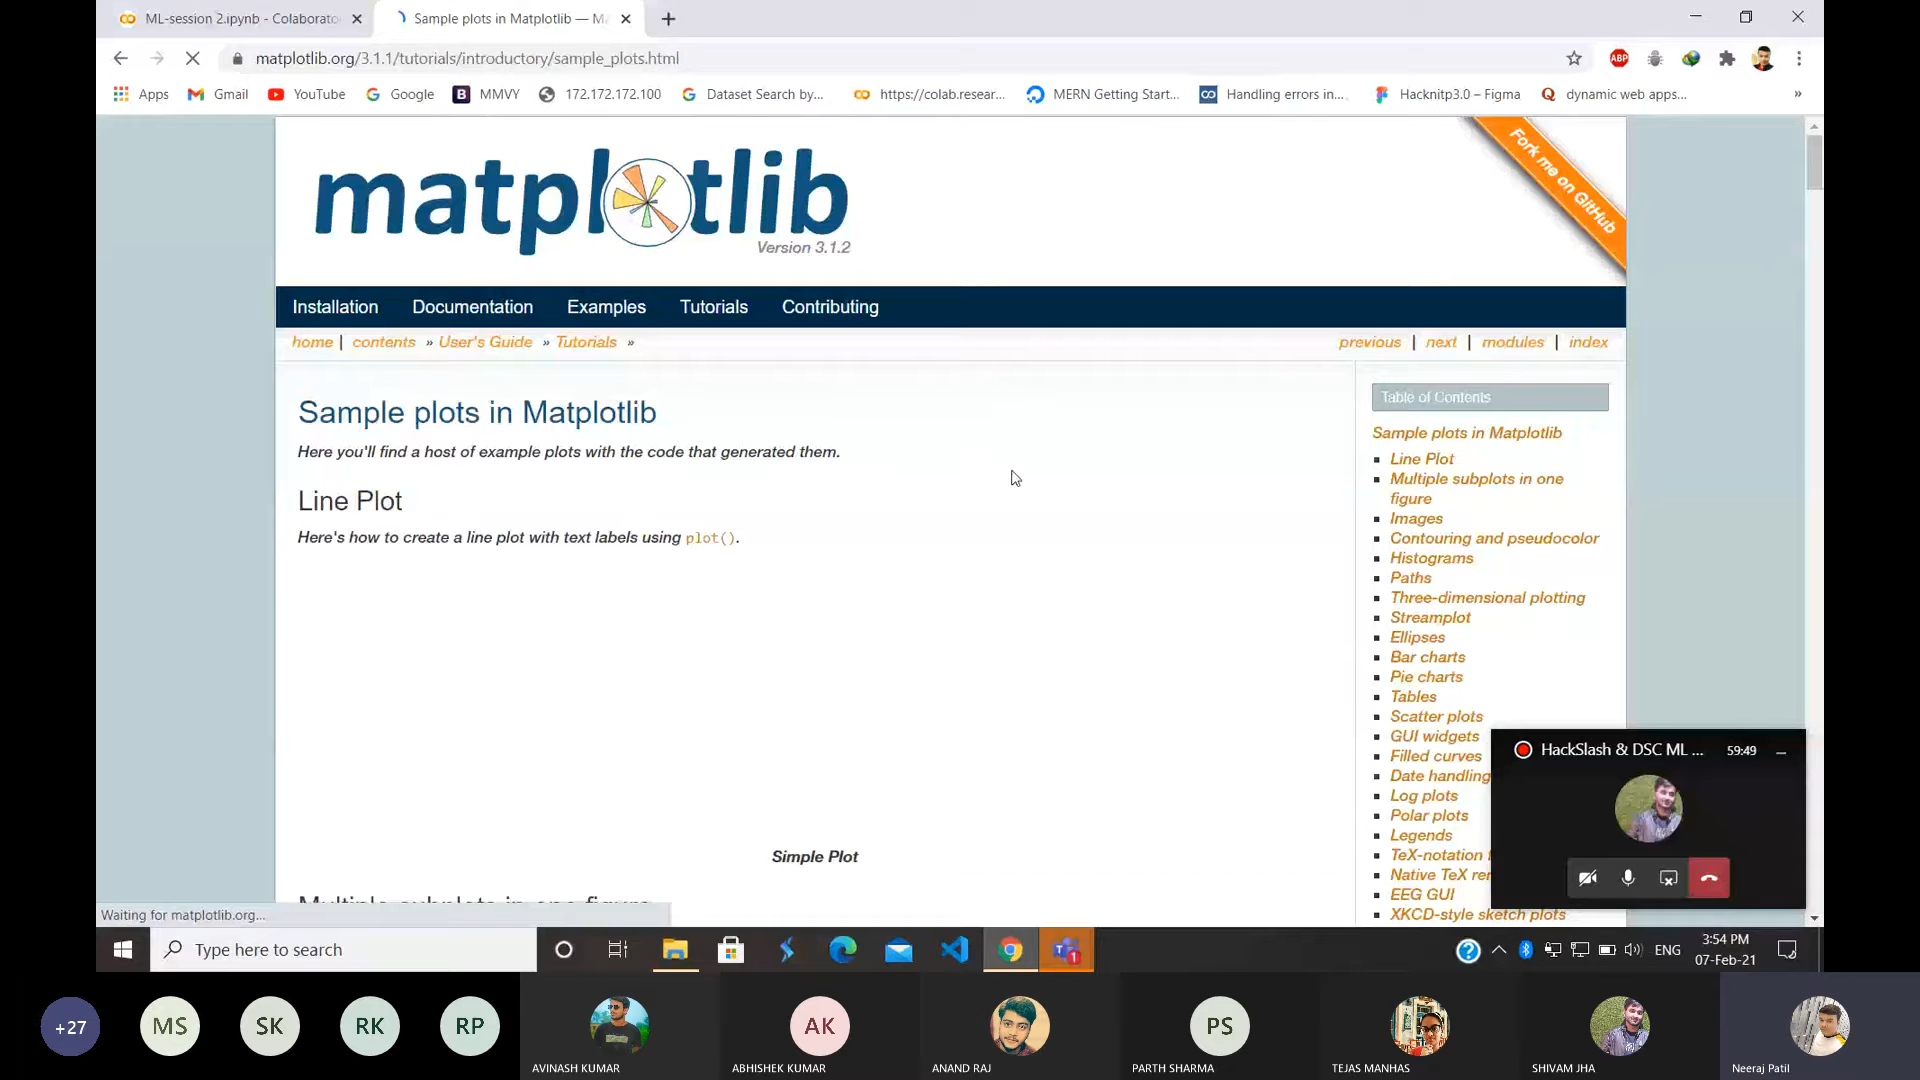 ML-session 2.ipynb - Colaborato
Sample plots in Matplotlib — Ma
matplotlib.org/3.1.1/tutorials/introductory/sample_plots.html
ABP
Apps
Gmail
YouTube
Google
B MMVY
172.172.172.100
Dataset Search by...
https://colab.resear...
MERN Getting Start...
Handling errors in...
Hacknitp3.0 – Figma
dynamic web apps...
»
matplotlib
Version 3.1.2
Fork me on GitHub
Installation Documentation Examples Tutorials Contributing
home | contents » User's Guide » Tutorials »
previous | next | modules | index
Sample plots in Matplotlib
Here you'll find a host of example plots with the code that generated them.
Line Plot
Here's how to create a line plot with text labels using plot().
Simple Plot
Multiple subplots in one figure
Table of Contents
Sample plots in Matplotlib
Line Plot
Multiple subplots in one
figure
Images
Contouring and pseudocolor
Histograms
Paths
Three-dimensional plotting
Streamplot
Ellipses
Bar charts
Pie charts
Tables
Scatter plots
GUI widgets
Filled curves
Date handling
Log plots
Polar plots
Legends
TeX-notation f
Native TeX ren
EEG GUI
XKCD-style sketch plots
HackSlash & DSC ML ... 59:49
Waiting for matplotlib.org...
Type here to search
1
ENG
3:54 PM
07-Feb-21
+27
MS
SK
RK
RP
AVINASH KUMAR
AK
ABHISHEK KUMAR
ANAND RAJ
PS
PARTH SHARMA
TEJAS MANHAS
SHIVAM JHA
Neeraj Patil